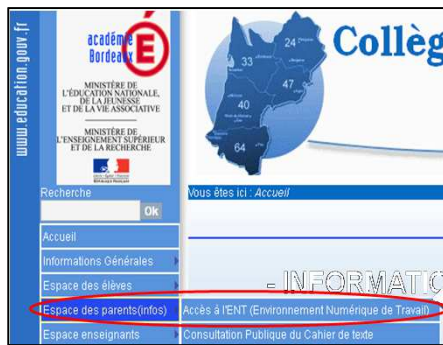 www.education.gouv.fr
académie
Bordeaux
É
MINISTÈRE DE
L'ÉDUCATION NATIONALE,
DE LA JEUNESSE
ET DE LA VIE ASSOCIATIVE
MINISTÈRE DE
L'ENSEIGNEMENT SUPÉRIEUR
ET DE LA RECHERCHE
24
33
47
40
64
Collèg
Recherche
Ok
Vous êtes ici : Accueil
Accueil
Informations Générales
Espace des élèves
- INFORMATIO
Espace des parents(infos)
Accès à l'ENT (Environnement Numérique de Travail)
Espace enseignants
Consultation Publique du Cahier de texte